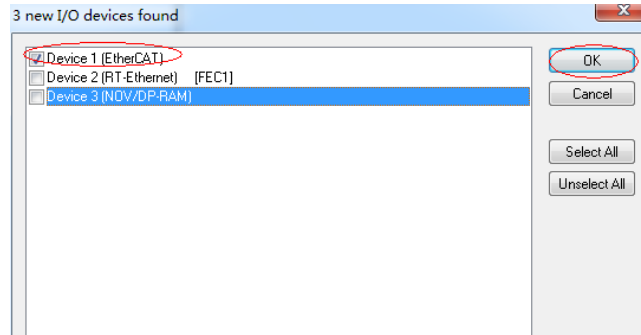 3 new I/O devices found
Device 1 (EtherCAT)
Device 2 (RT-Ethernet) [FEC1]
Device 3 (NOV/DP-RAM)
OK
Cancel
Select All
Unselect All